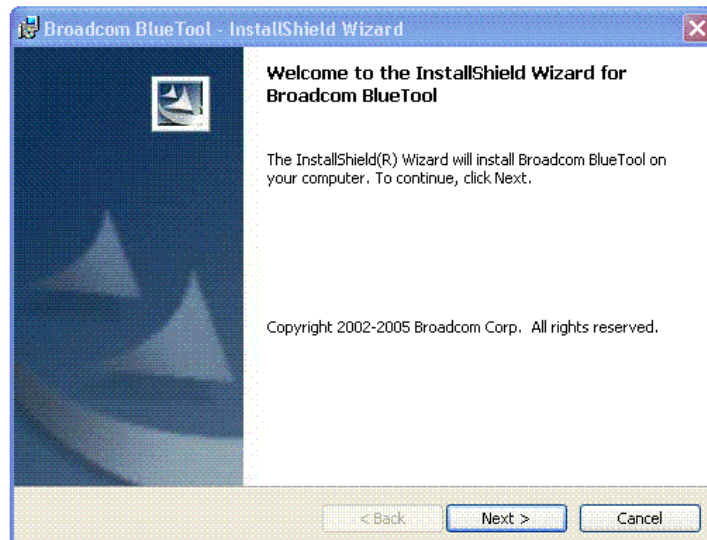 Broadcom BlueTool - InstallShield Wizard
Welcome to the InstallShield Wizard for
Broadcom BlueTool
The InstallShield(R) Wizard will install Broadcom BlueTool on
your computer. To continue, click Next.
Copyright 2002-2005 Broadcom Corp. All rights reserved.
< Back
Next >
Cancel